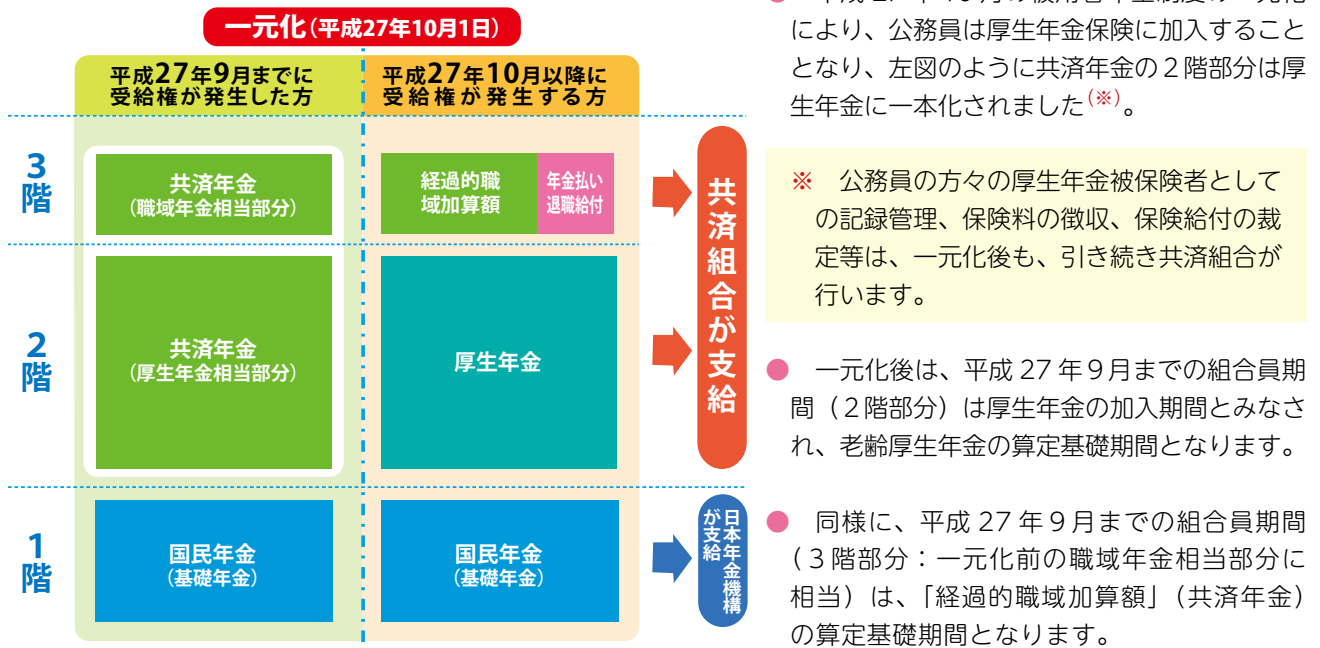 一元化(平成27年10月1日)
平成27年9月までに
受給権が発生した方
平成27年10月以降に
受給権が発生する方
3階
共済年金
(職域年金相当部分)
経過的職
域加算額
年金払い
退職給付
2階
共済年金
(厚生年金相当部分)
厚生年金
共済組合が支給
1階
国民年金
(基礎年金)
国民年金
(基礎年金)
日本年金機構
が支給
により、公務員は厚生年金保険に加入すること
となり、左図のように共済年金の2階部分は厚
生年金に一本化されました(※)。
※ 公務員の方々の厚生年金被保険者として
の記録管理、保険料の徴収、保険給付の裁
定等は、一元化後も、引き続き共済組合が
行います。
● 一元化後は、平成 27 年9月までの組合員期
間(2階部分)は厚生年金の加入期間とみなさ
れ、老齢厚生年金の算定基礎期間となります。
● 同様に、平成 27 年9月までの組合員期間
(3階部分：一元化前の職域年金相当部分に
相当)は、「経過的職域加算額」(共済年金)
の算定基礎期間となります。